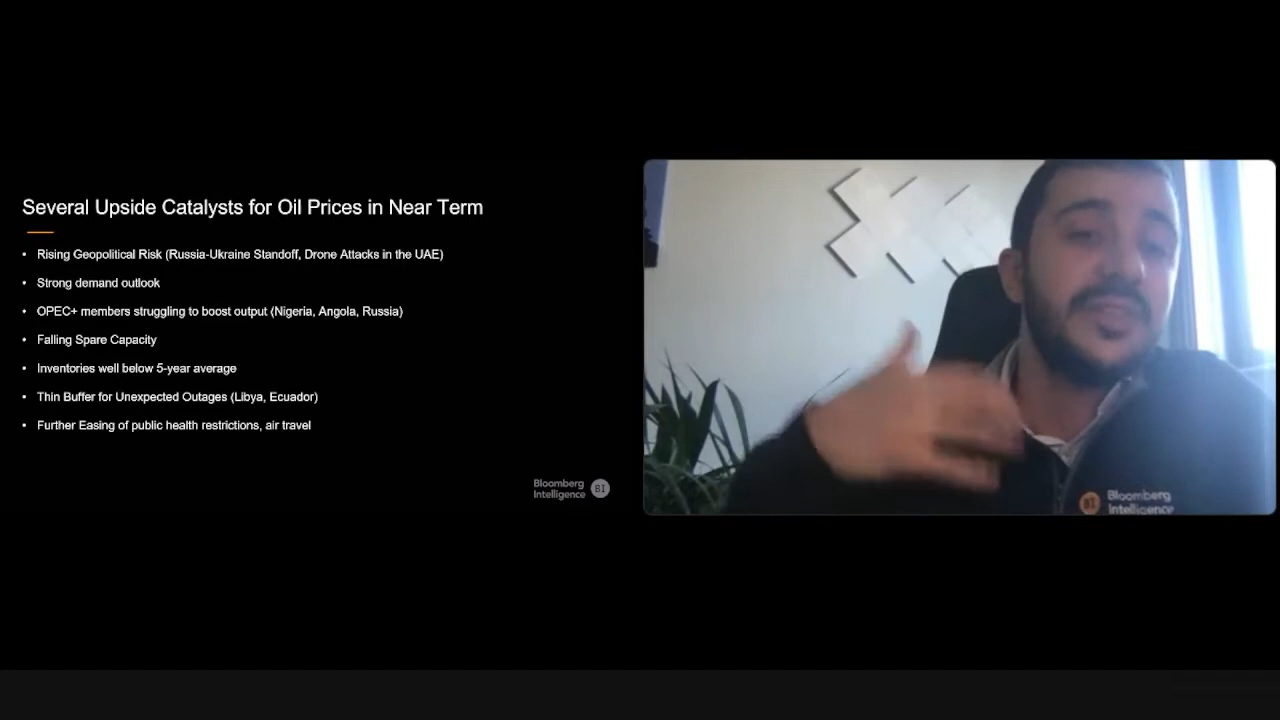 Several Upside Catalysts for Oil Prices in Near Term
• Rising Geopolitical Risk (Russia-Ukraine Standoff, Drone Attacks in the UAE)
• Strong demand outlook
• OPEC+ members struggling to boost output (Nigeria, Angola, Russia)
• Falling Spare Capacity
• Inventories well below 5-year average
• Thin Buffer for Unexpected Outages (Libya, Ecuador)
• Further Easing of public health restrictions, air travel
Bloomberg
Intelligence BI
BI Bloomberg
Intelligence